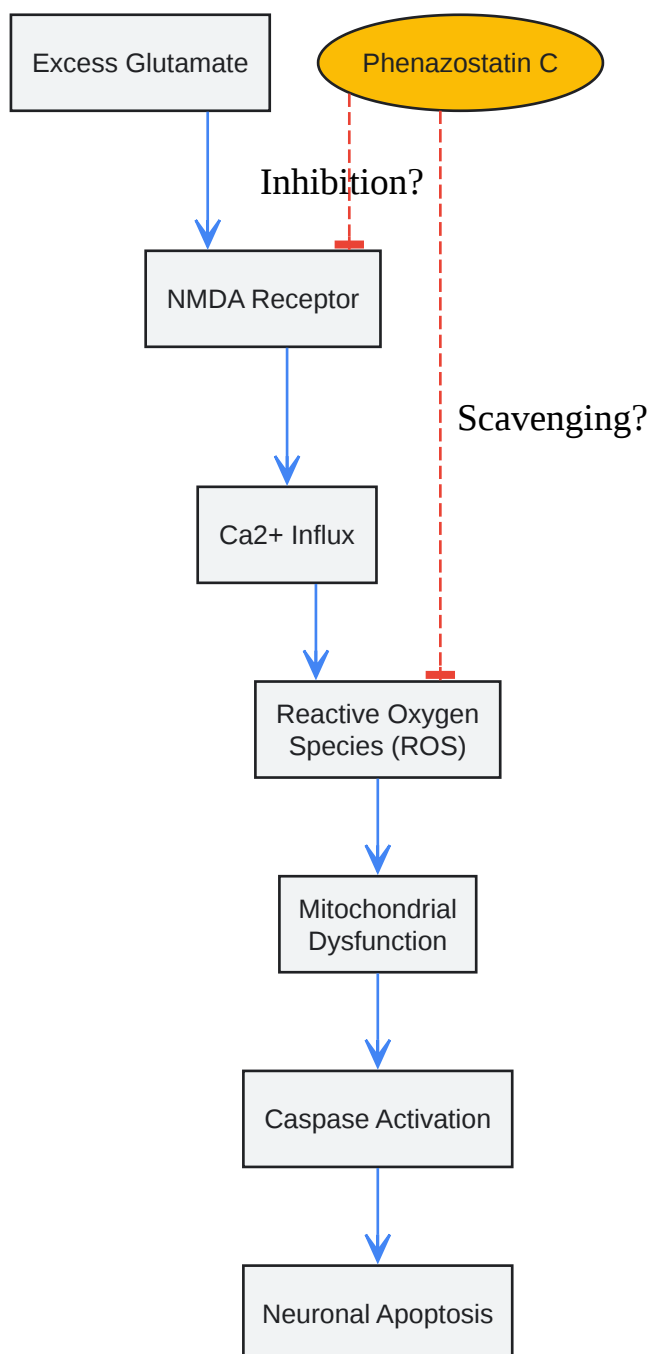 Excess Glutamate
Phenazostatin C
Inhibition?
NMDA Receptor
Scavenging?
Ca2+ Influx
Reactive Oxygen
Species (ROS)
Mitochondrial
Dysfunction
Caspase Activation
Neuronal Apoptosis